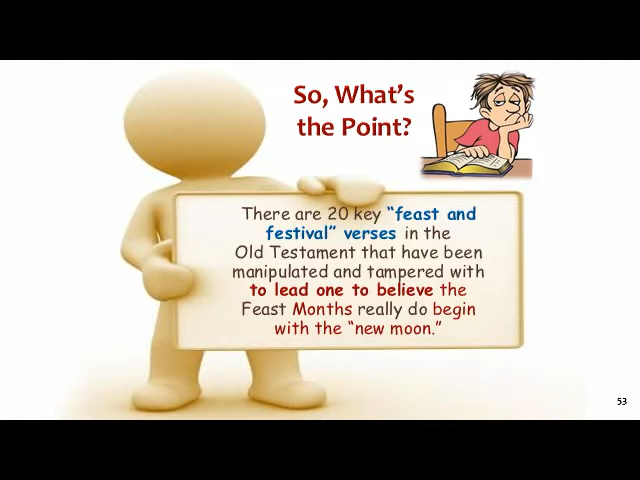 So, What's
the Point?
There are 20 key “feast and
festival” verses in the
Old Testament that have been
manipulated and tampered with
to lead one to believe the
Feast Months really do begin
with the “new moon.”
53